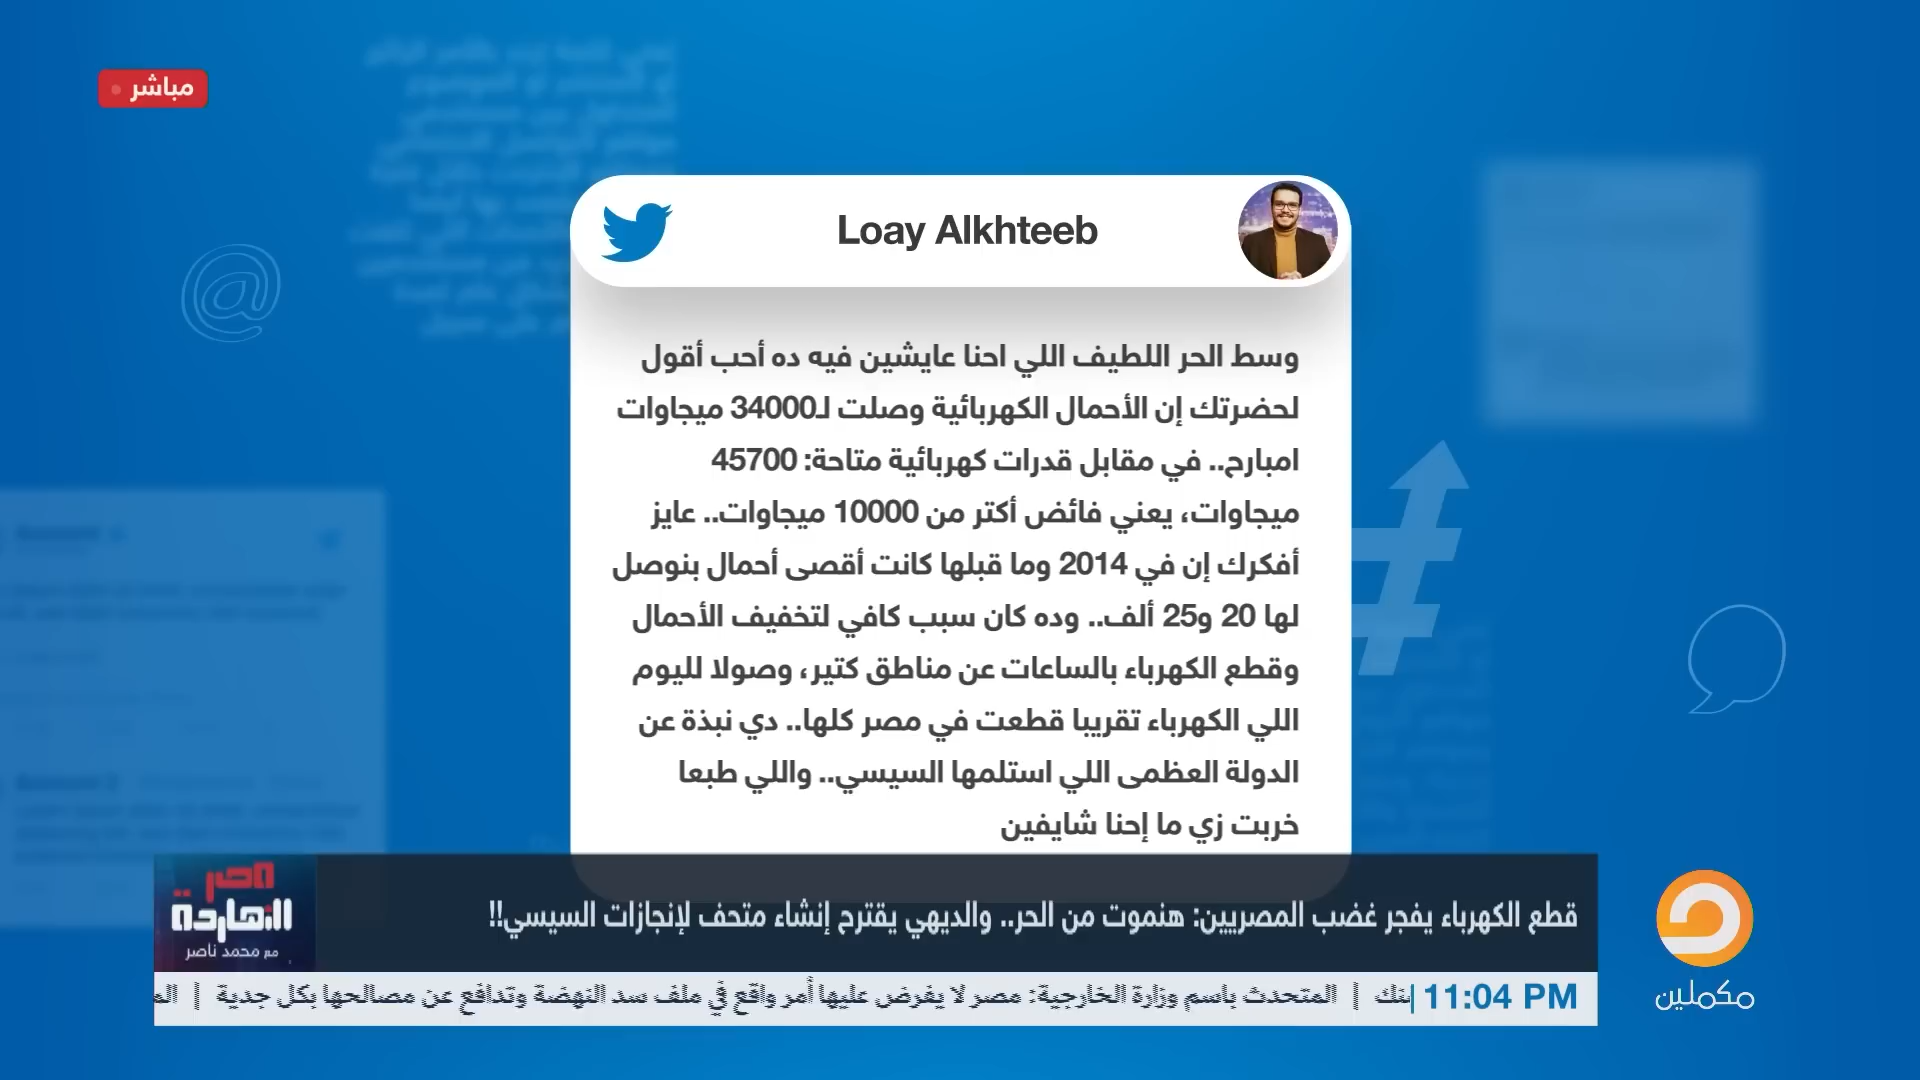 مباشر
Loay Alkhteeb
وسط الحر اللطيف اللي احنا عايشين فيه ده أحب أقول
لحضرتك إن الأحمال الكهربائية وصلت لـ34000 ميجاوات
امبارح.. في مقابل قدرات كهربائية متاحة: 45700
ميجاوات، يعني فائض أكتر من 10000 ميجاوات.. عايز
أفكرك إن في 2014 وما قبلها كانت أقصى أحمال بنوصل
لها 20 و25 ألف.. وده كان سبب كافي لتخفيف الأحمال
وقطع الكهرباء بالساعات عن مناطق كتير، وصولا لليوم
اللي الكهرباء تقريبا قطعت في مصر كلها.. دي نبذة عن
الدولة العظمى اللي استلمها السيسي.. واللي طبعا
خربت زي ما إحنا شايفين
قطع الكهرباء يفجر غضب المصريين: هنموت من الحر.. والديهي يقترح إنشاء متحف لإنجازات السيسي!!
مصر
النهاردة
مع محمد ناصر
11:04 PM
المتحدث باسم وزارة الخارجية: مصر لا يفرض عليها أمر واقع في ملف سد النهضة وتدافع عن مصالحها بكل جدية |
مكملين